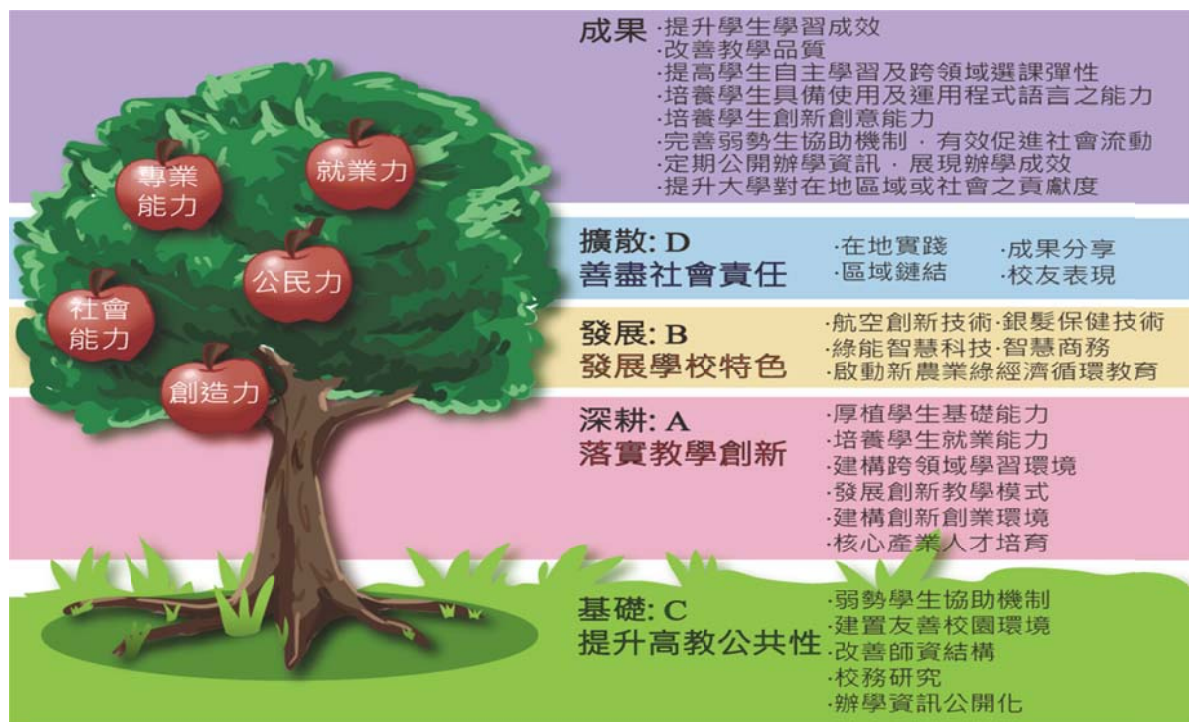 專業
能力
就業力
公民力
社會
能力
創造力
成果
·提升學生學習成效
·改善教學品質
·提高學生自主學習及跨領域選課彈性
·培養學生具備使用及運用程式語言之能力
·培養學生創新創意能力
·完善弱勢生協助機制﹐有效促進社會流動
·定期公開辦學資訊﹐展現辦學成效
·提升大學對在地區域或社會之貢獻度
擴散: D
善盡社會責任
·在地實踐 ·成果分享
·區域鏈結 ·校友表現
發展: B
發展學校特色
·航空創新技術·銀髮保健技術
·綠能智慧科技·智慧商務
·啟動新農業綠經濟循環教育
深耕: A
落實教學創新
·厚植學生基礎能力
·培養學生就業能力
·建構跨領域學習環境
·發展創新教學模式
·建構創新創業環境
·核心產業人才培育
基礎: C
提升高教公共性
·弱勢學生協助機制
·建置友善校園環境
·改善師資結構
·校務研究
·辦學資訊公開化